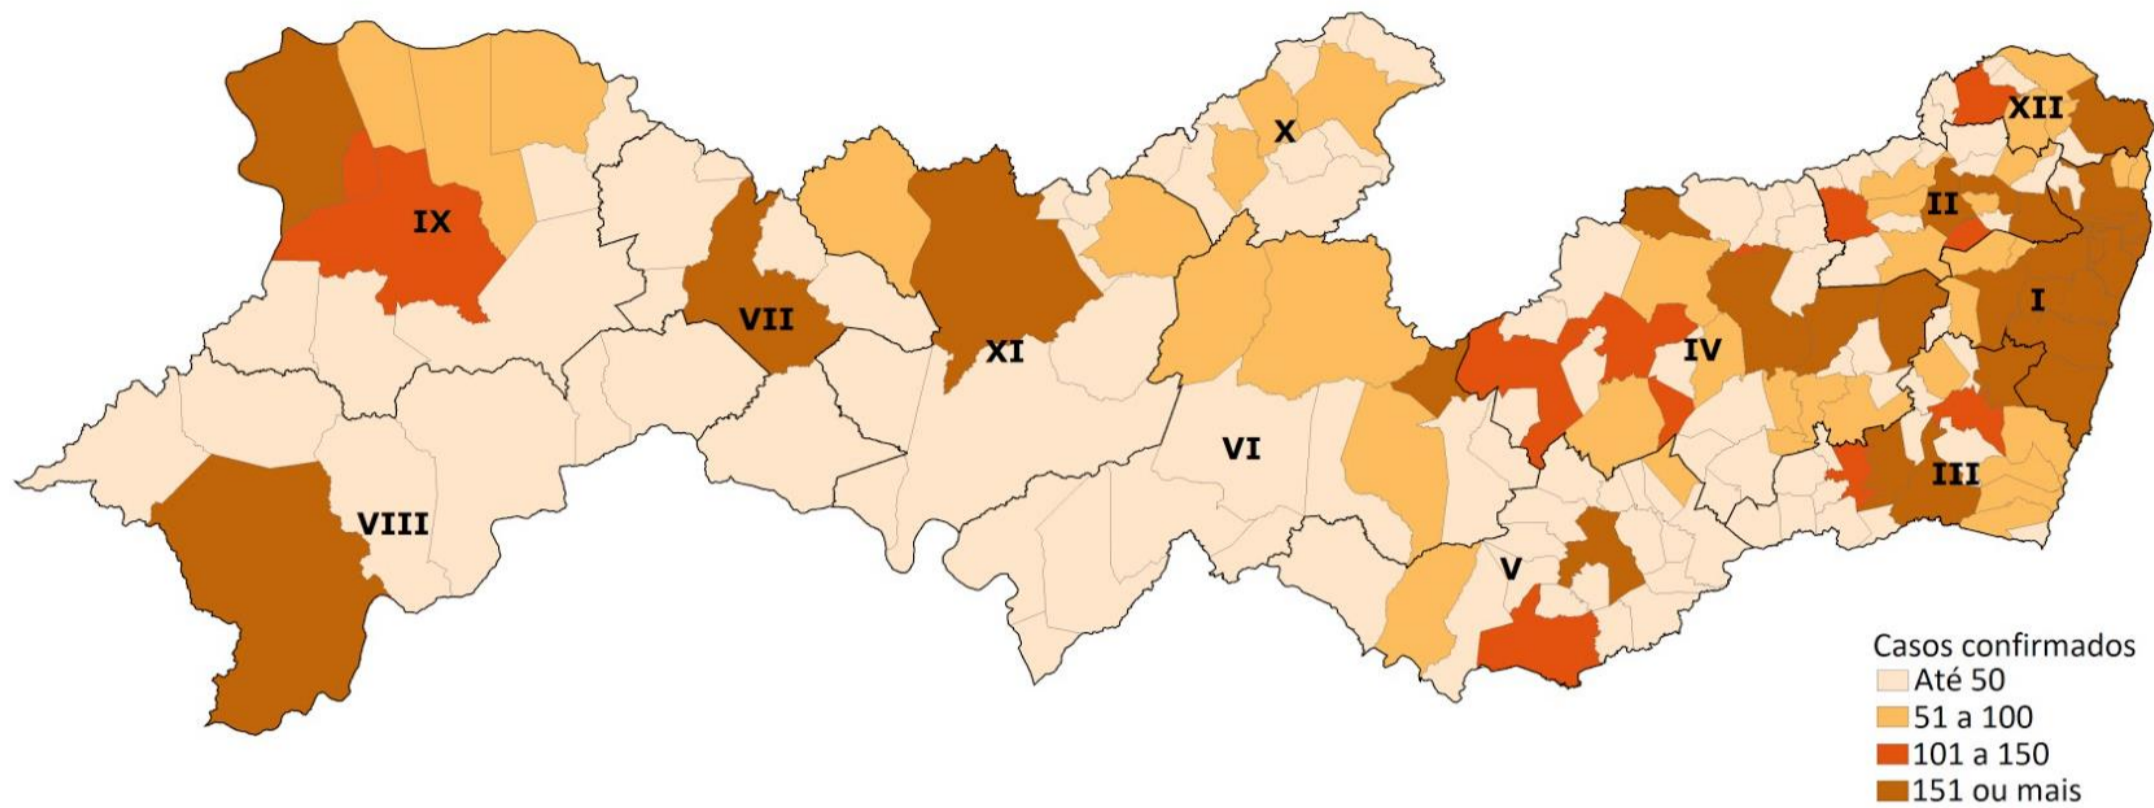 XII
X
II
IX
I
VII
XI
IV
VI
III
VIII
V
Casos confirmados
Até 50
51 a 100
101 a 150
151 ou mais